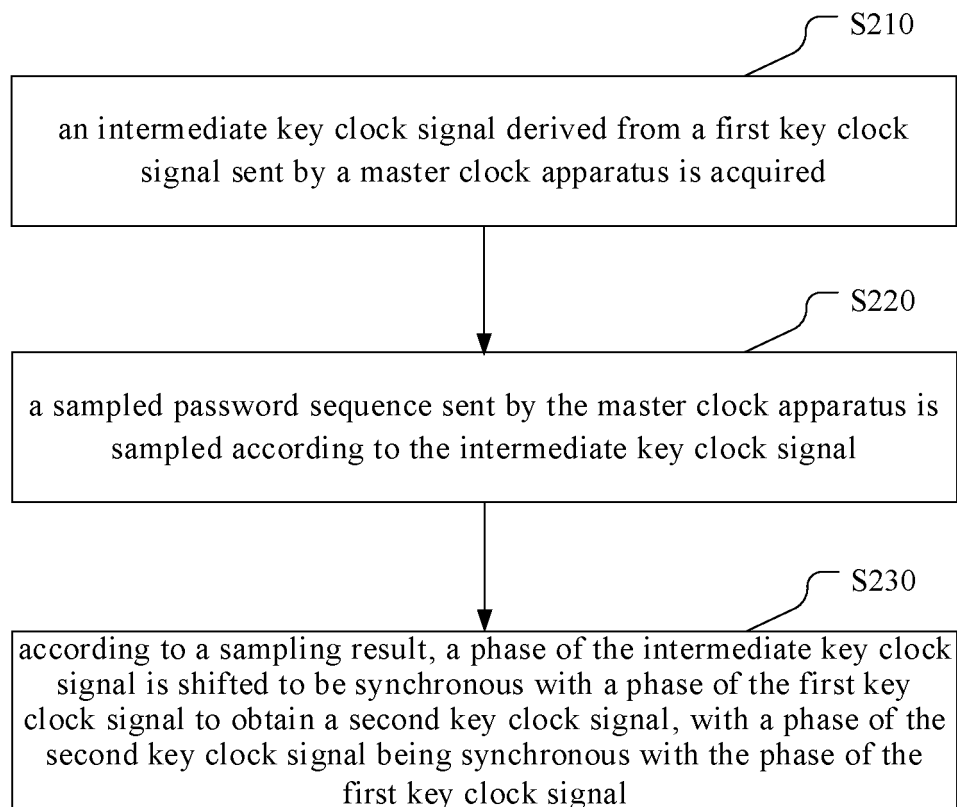 S210
an intermediate key clock signal derived from a first key clock
signal sent by a master clock apparatus is acquired
S220
a sampled password sequence sent by the master clock apparatus is
sampled according to the intermediate key clock signal
S230
according to a sampling result, a phase of the intermediate key clock
signal is shifted to be synchronous with a phase of the first key
clock signal to obtain a second key clock signal, with a phase of the
second key clock signal being synchronous with the phase of the
first key clock signal